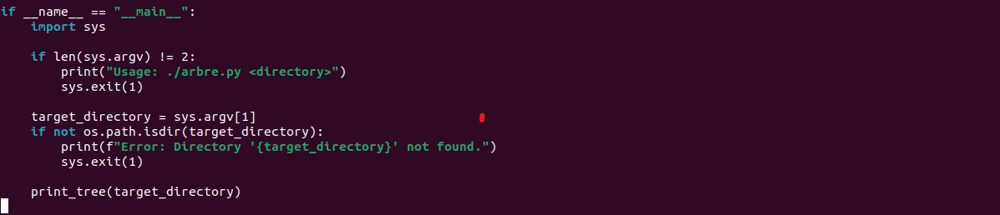 if __name__ == "__main__":
    import sys
    if len(sys.argv) != 2:
        print("Usage: ./arbre.py <directory>")
        sys.exit(1)
    target_directory = sys.argv[1]
    if not os.path.isdir(target_directory):
        print(f"Error: Directory '{target_directory}' not found.")
        sys.exit(1)
    print_tree(target_directory)